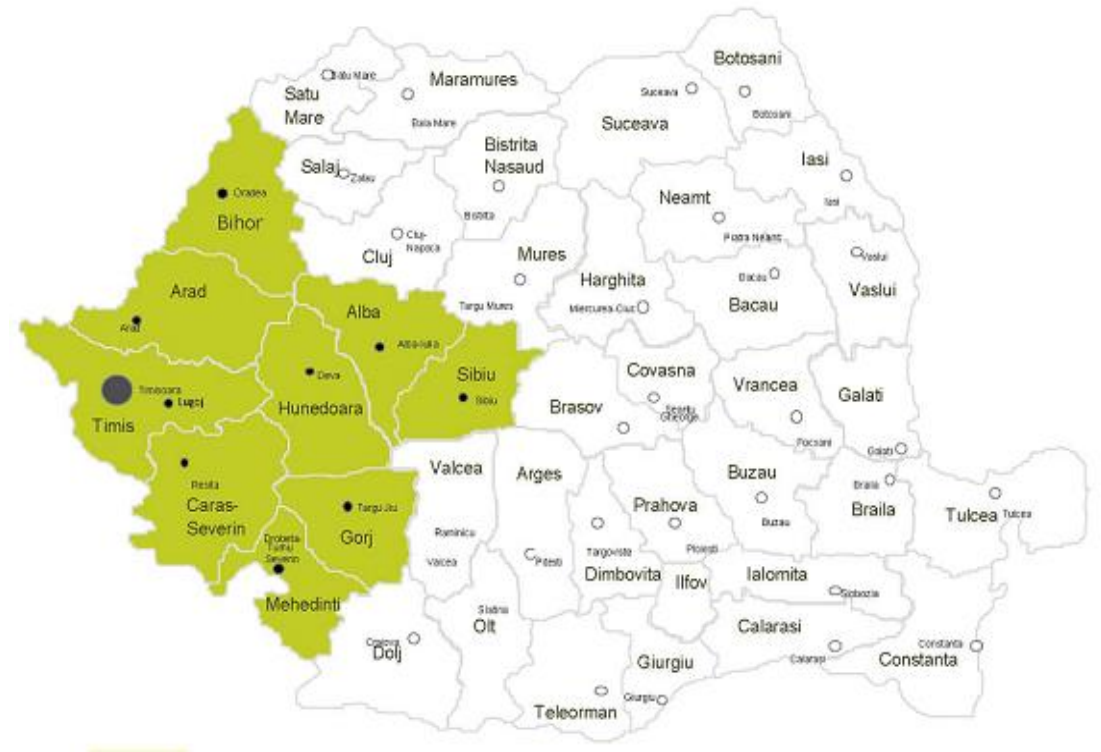 Botosani
Maramures
Satu Mare
Satu
Mare
Suceava
Suceava
Baia Mare
Botosani
Bistrita
Nasaud
Iasi
Salaj
Zalau
Oradea
Neamt
Iasi
Bihor
Bistrita
Cluj-
Napoca
Piatra Neamt
Cluj
Mures
Vaslui
Harghita
Bacau
Arad
Vaslui
Alba
Targu Mures
Miercurea Ciuc
Bacau
Arad
Alba-Iulia
Covasna
Deva
Sibiu
Vrancea
Timisoara
Lugoj
Hunedoara
Sibiu
Brasov
Galati
Timis
Gheorge
Focsani
Galati
Valcea
Arges
Buzau
Resita
Braila
Caras-
Severin
Targu Jiu
Prahova
Braila
Tulcea
Tulcea
Buzau
Drobeta
Turnu
Severin
Gorj
Raminicu
Ploiesti
Targoviste
Valcea
Pitesti
Dimbovita
Ilfov
Ialomita
Slobozia
Mehedinti
Slatina
Olt
Calarasi
Craiova
Dolj
Constanta
Calarasi
Constanta
Giurgiu
Giurgiu
Teleorman